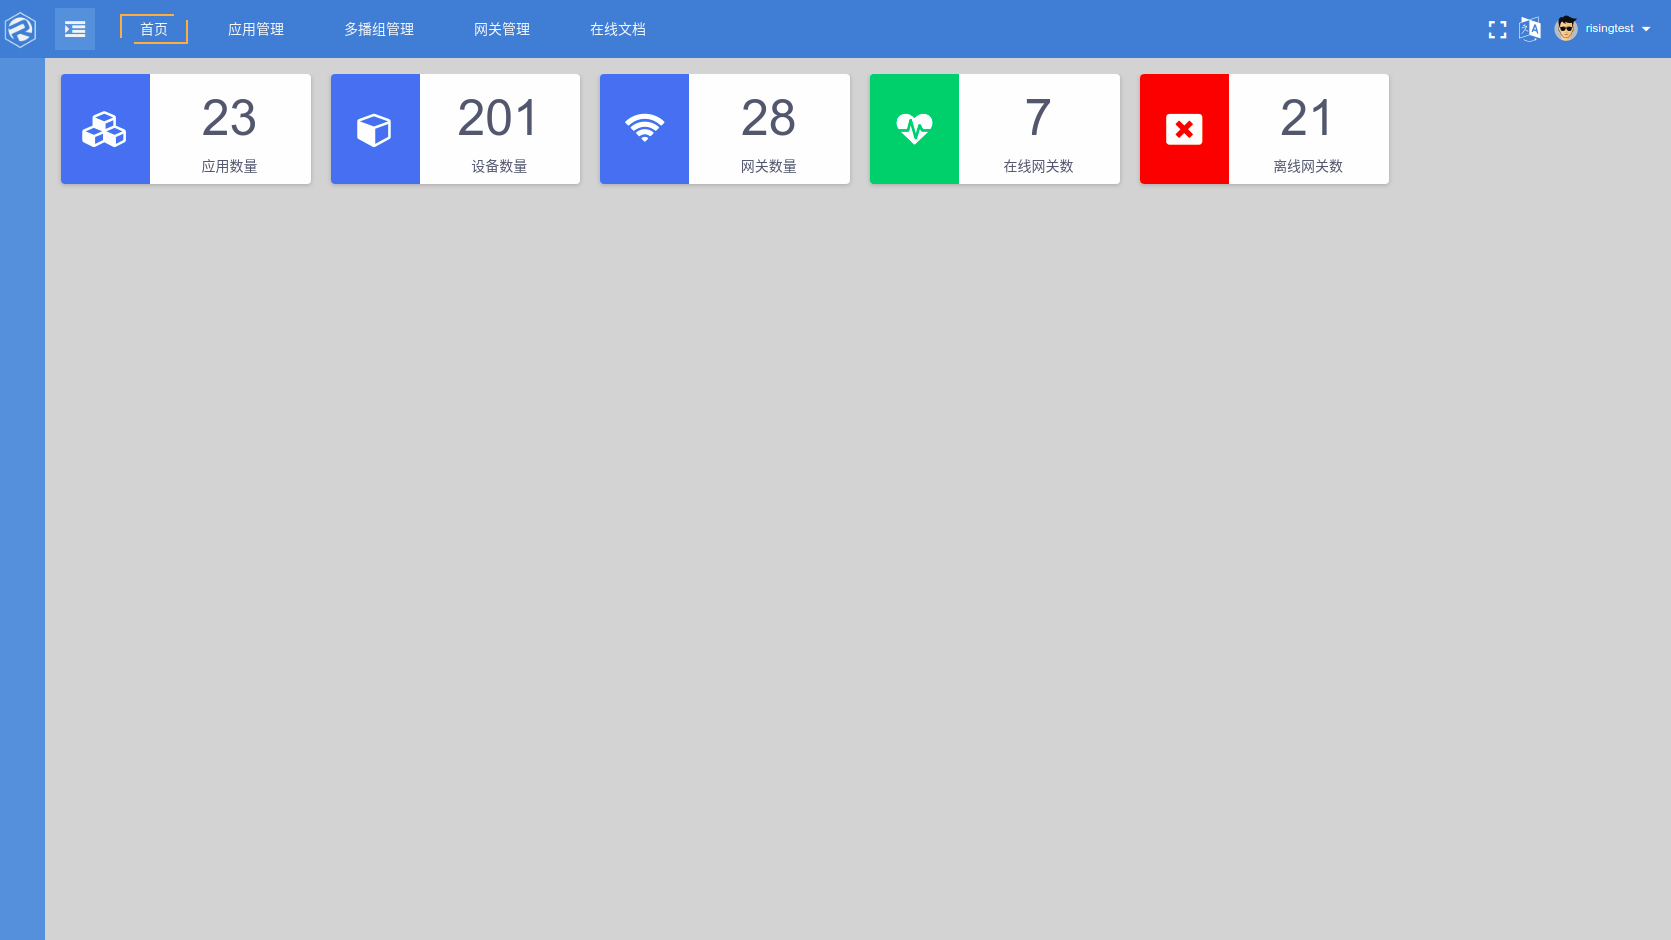 首页 应用管理 多播组管理 网关管理 在线文档 risingtest
23
应用数量
201
设备数量
28
网关数量
7
在线网关数
21
离线网关数